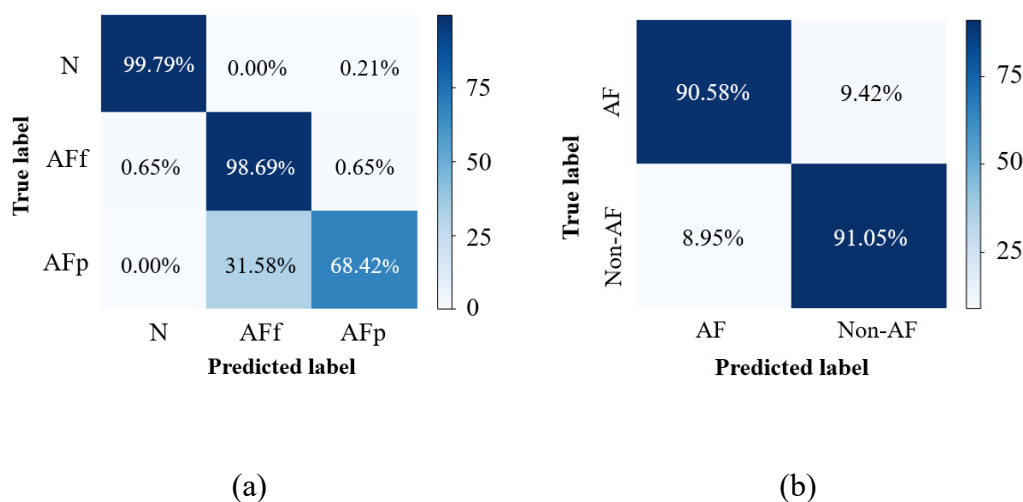 N 99.79% 0.00% 0.21%
AFf 0.65% 98.69% 0.65%
AFp 0.00% 31.58% 68.42%
N AFf AFp
Predicted label
True label
75
50
25
0
(a)
AF 90.58% 9.42%
Non-AF 8.95% 91.05%
AF Non-AF
Predicted label
True label
75
50
25
(b)